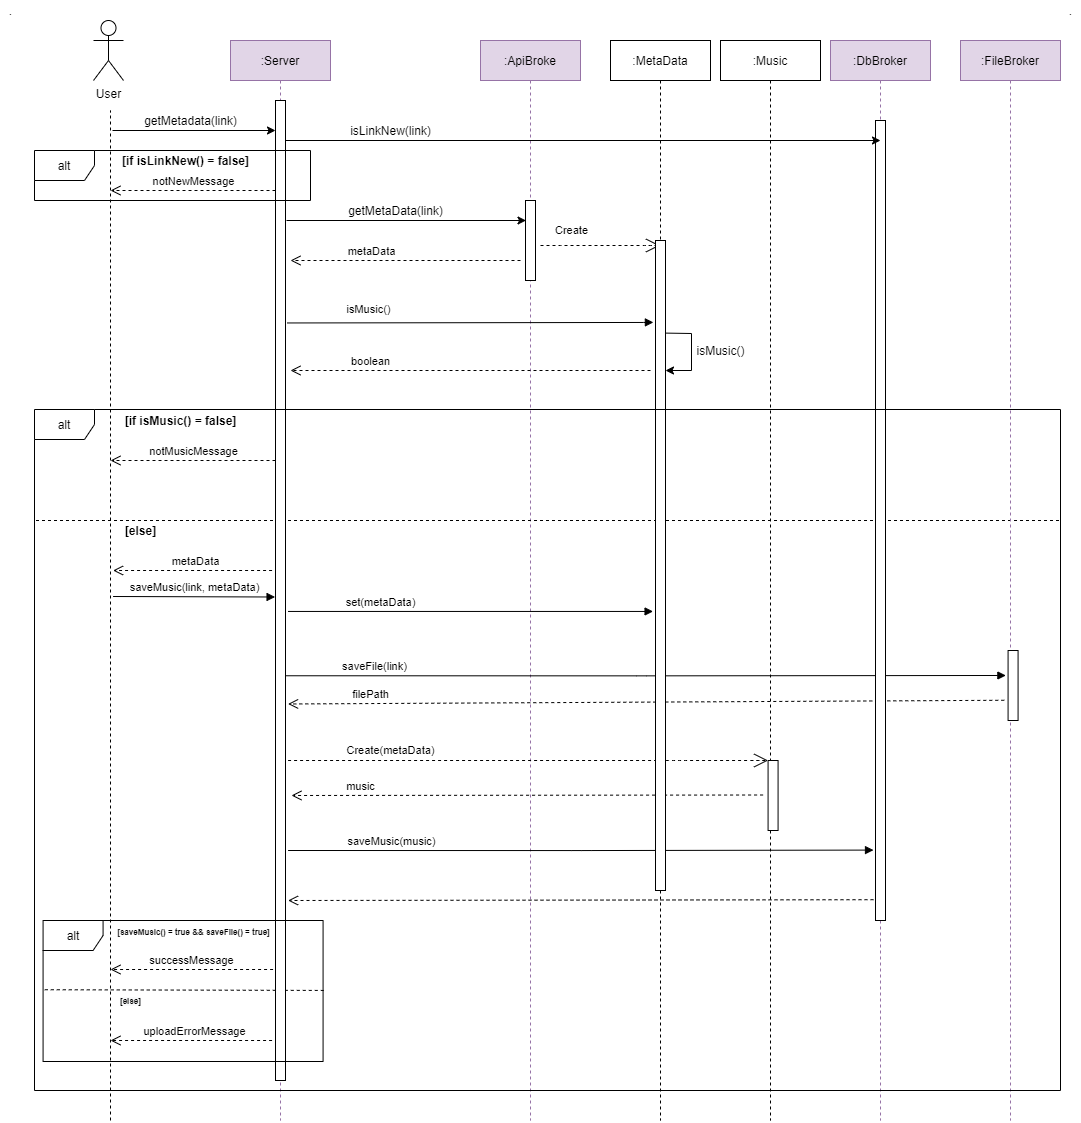 :Server
:ApiBroke
:MetaData
:Music
:DbBroker
:FileBroker
User
getMetadata(link)
isLinkNew(link)
alt
[if isLinkNew() = false]
notNewMessage
getMetaData(link)
Create
metaData
isMusic()
isMusic()
boolean
alt
[if isMusic() = false]
notMusicMessage
[else]
metaData
saveMusic(link, metaData)
set(metaData)
saveFile(link)
filePath
Create(metaData)
music
saveMusic(music)
alt
[saveMusic() = true && saveFile() = true]
successMessage
[else]
uploadErrorMessage